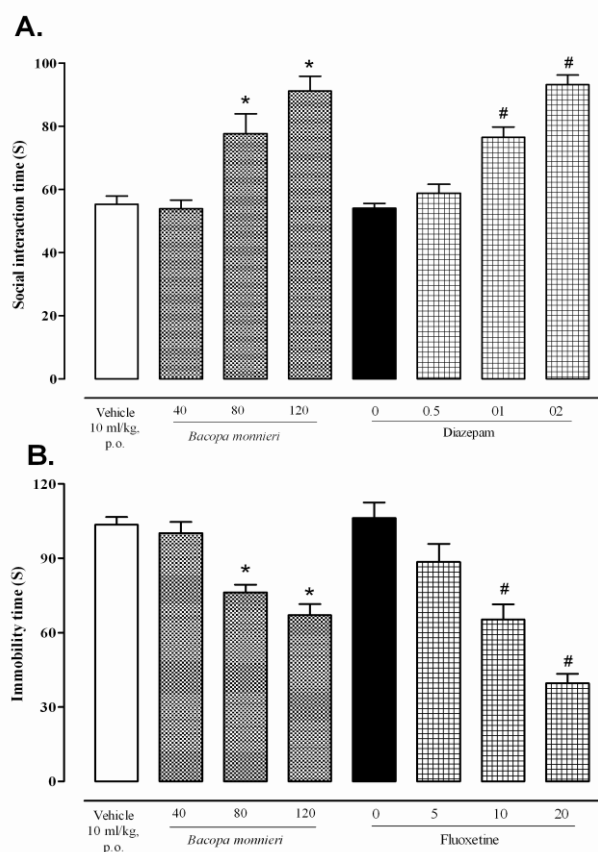 A.
100
80
60
40
20
0
Social interaction time (S)
*
*
#
#
Vehicle
10 ml/kg,
p.o.
40 80 120
Bacopa monnieri
0 0.5 01 02
Diazepam
B.
120
90
60
30
0
Immobility time (S)
*
*
#
#
Vehicle
10 ml/kg,
p.o.
40 80 120
Bacopa monnieri
0 5 10 20
Fluoxetine